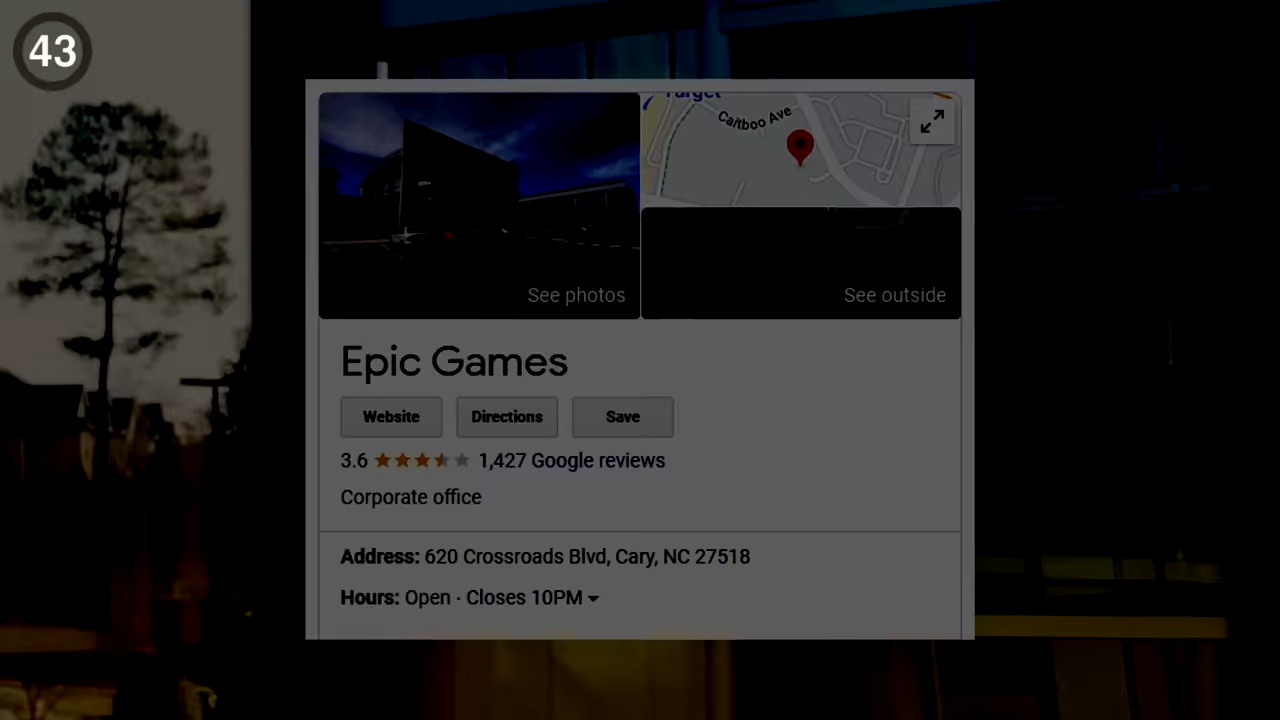 43
Target
Caitboo Ave
See photos
See outside
Epic Games
Website
Directions
Save
3.6
1,427 Google reviews
Corporate office
Address: 620 Crossroads Blvd, Cary, NC 27518
Hours: Open · Closes 10PM